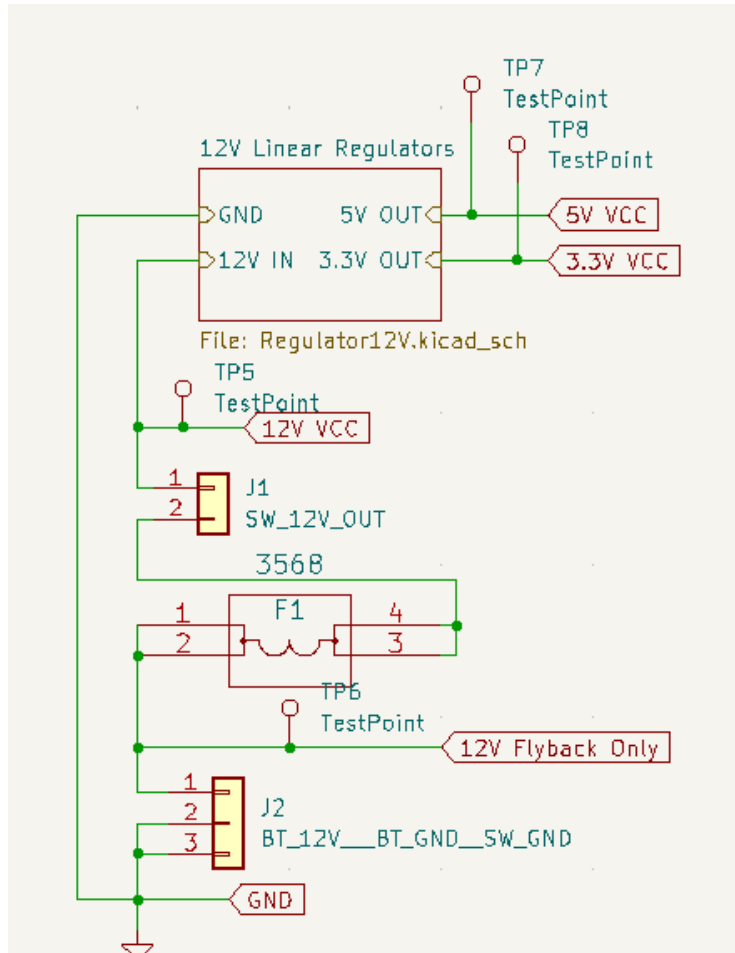 TP7
TestPoint
TP8
TestPoint
12V Linear Regulators
GND
5V OUT
5V VCC
12V IN
3.3V OUT
3.3V VCC
File: Regulator12V.kicad_sch
TP5
TestPoint
12V VCC
1
J1
2
SW_12V_OUT
3568
1
F1
4
2
3
TP6
TestPoint
12V Flyback Only
1
2
J2
3
BT_12V___BT_GND__SW_GND
GND